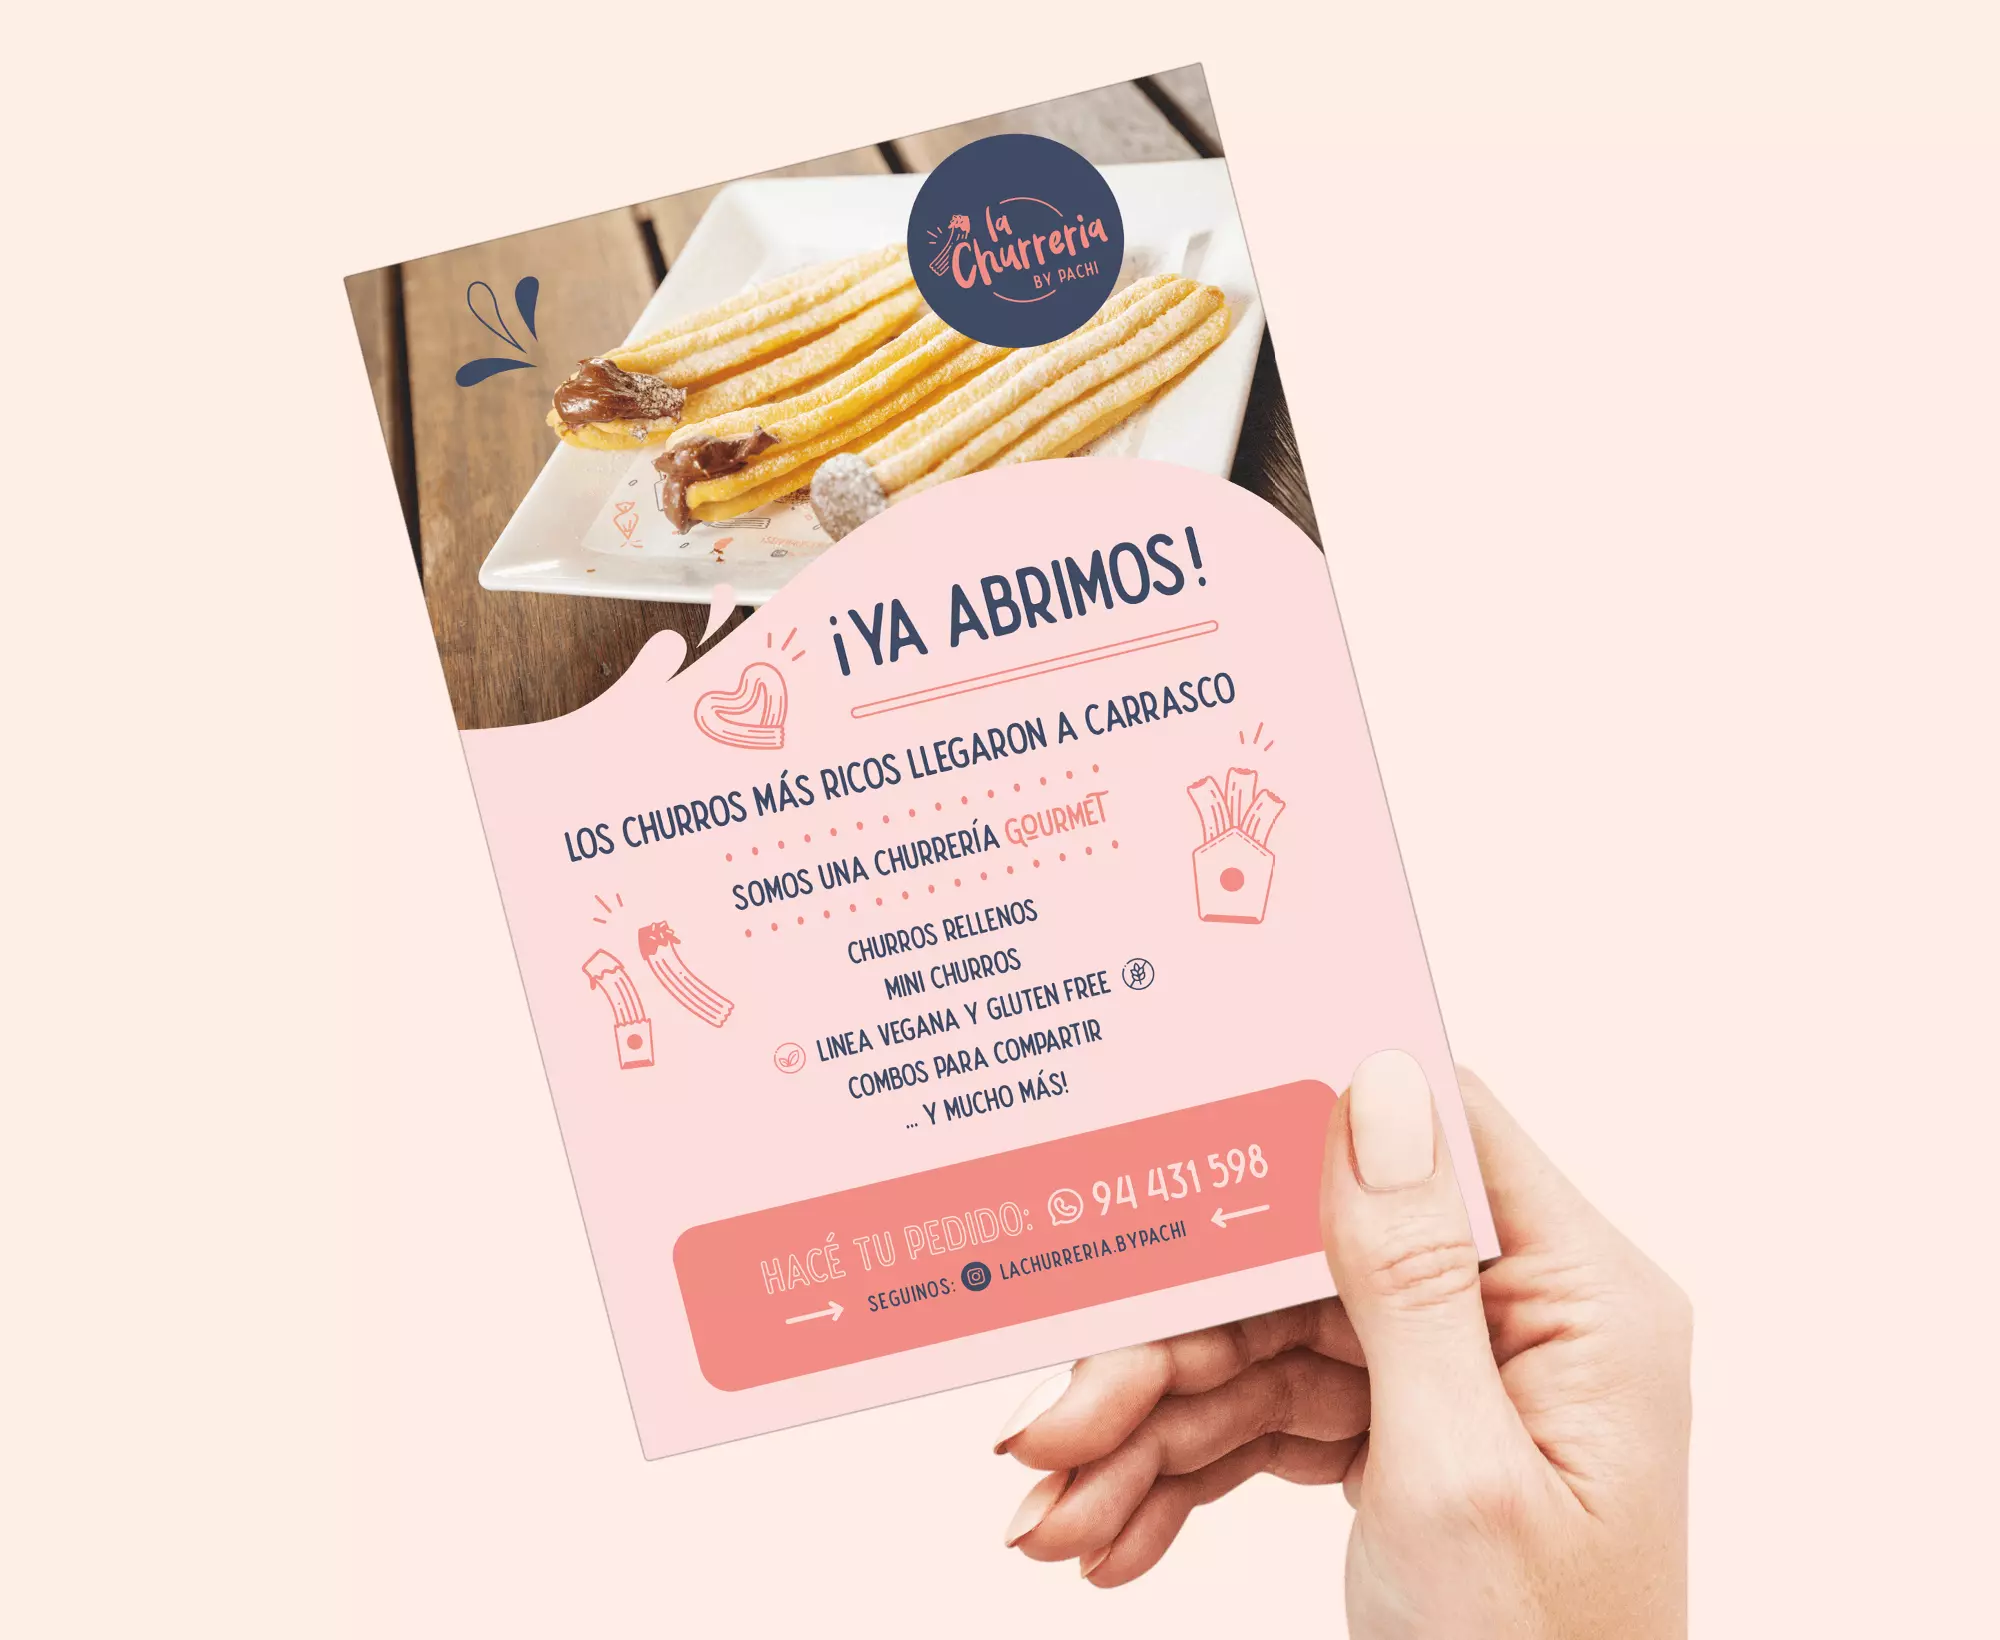 la
Churreria
BY PACHI
¡YA ABRIMOS!
LOS CHURROS MÁS RICOS LLEGARON A CARRASCO
SOMOS UNA CHURRERÍA GOURMET
CHURROS RELLENOS
MINI CHURROS
LINEA VEGANA Y GLUTEN FREE
COMBOS PARA COMPARTIR
... Y MUCHO MÁS!
HACÉ TU PEDIDO: 94 431 598
SEGUINOS: LACHURRERIA.BYPACHI